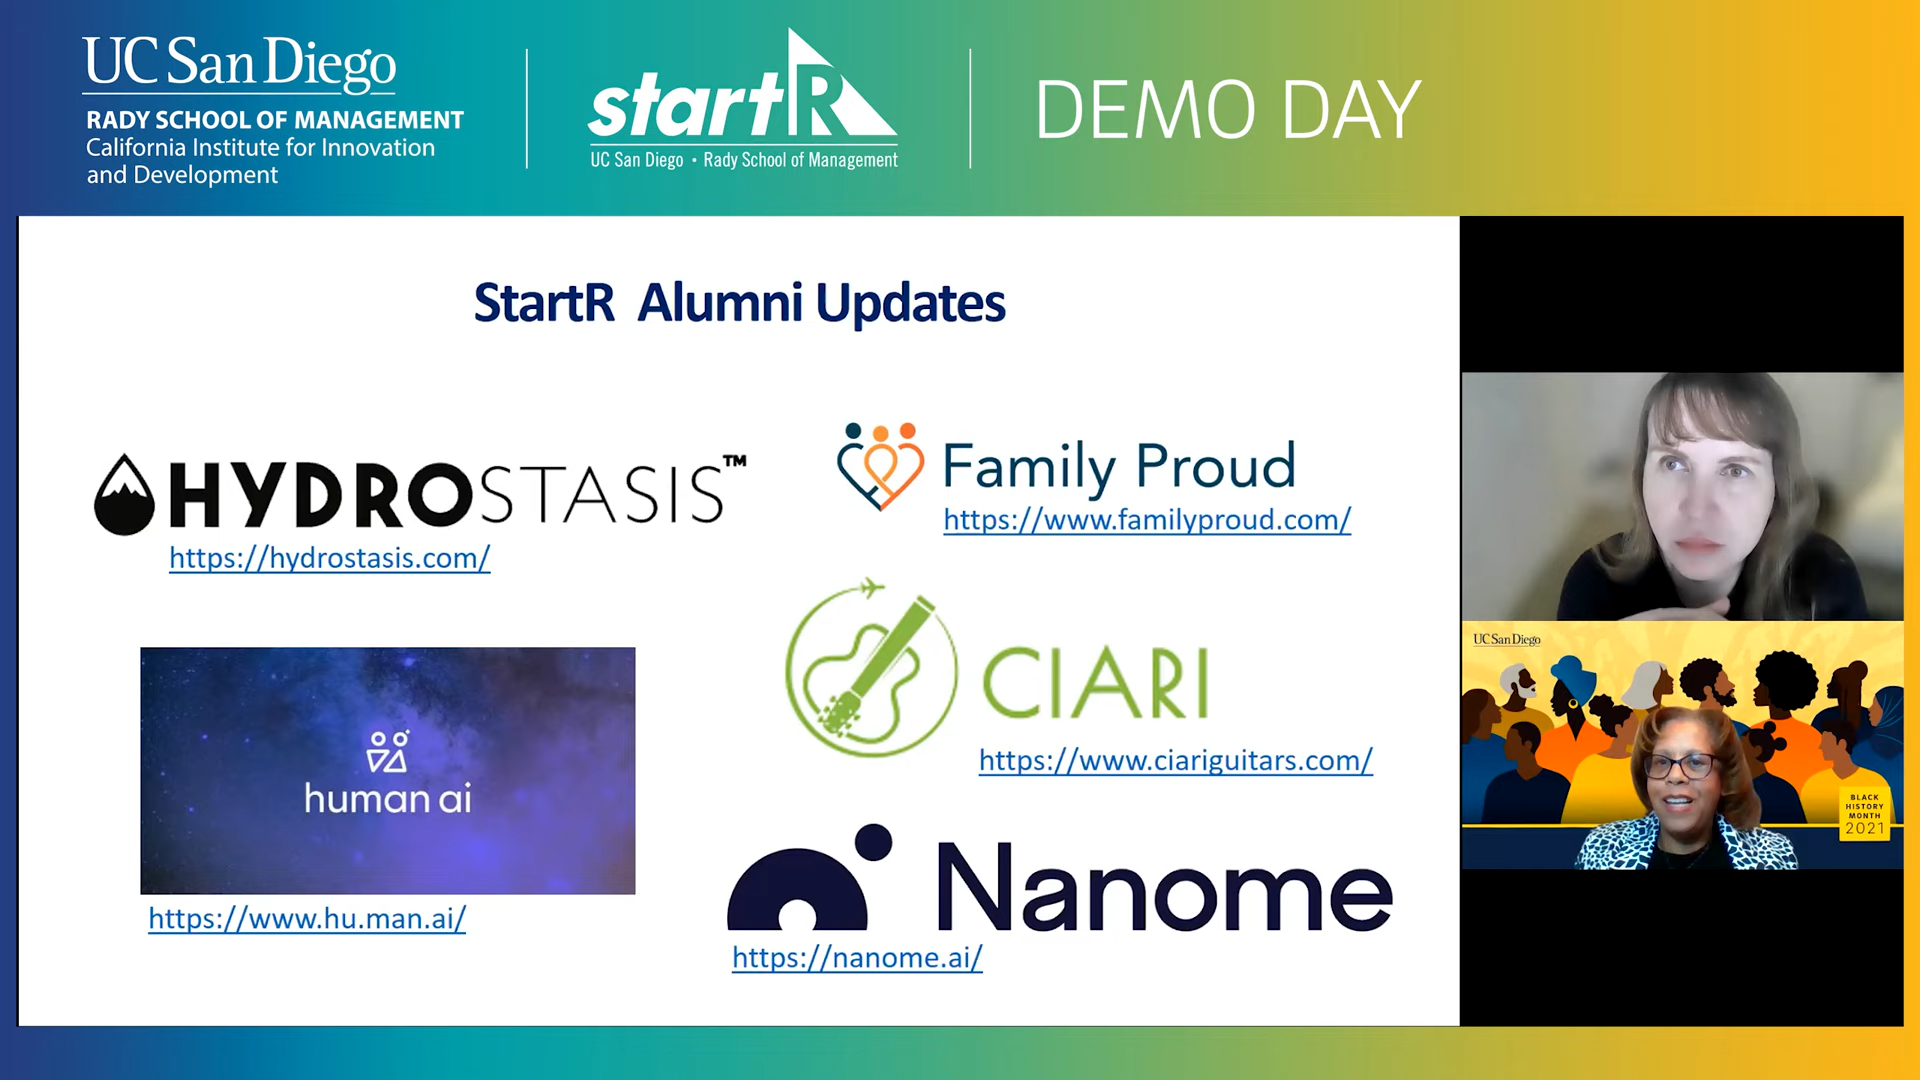 UC San Diego
RADY SCHOOL OF MANAGEMENT
California Institute for Innovation
and Development
startR
UC San Diego • Rady School of Management
DEMO DAY
StartR Alumni Updates
HYDROSTASIS™
https://hydrostasis.com/
Family Proud
https://www.familyproud.com/
human ai
https://www.hu.man.ai/
CIARI
https://www.ciariguitars.com/
Nanome
https://nanome.ai/
UC San Diego
BLACK
HISTORY
MONTH
2021